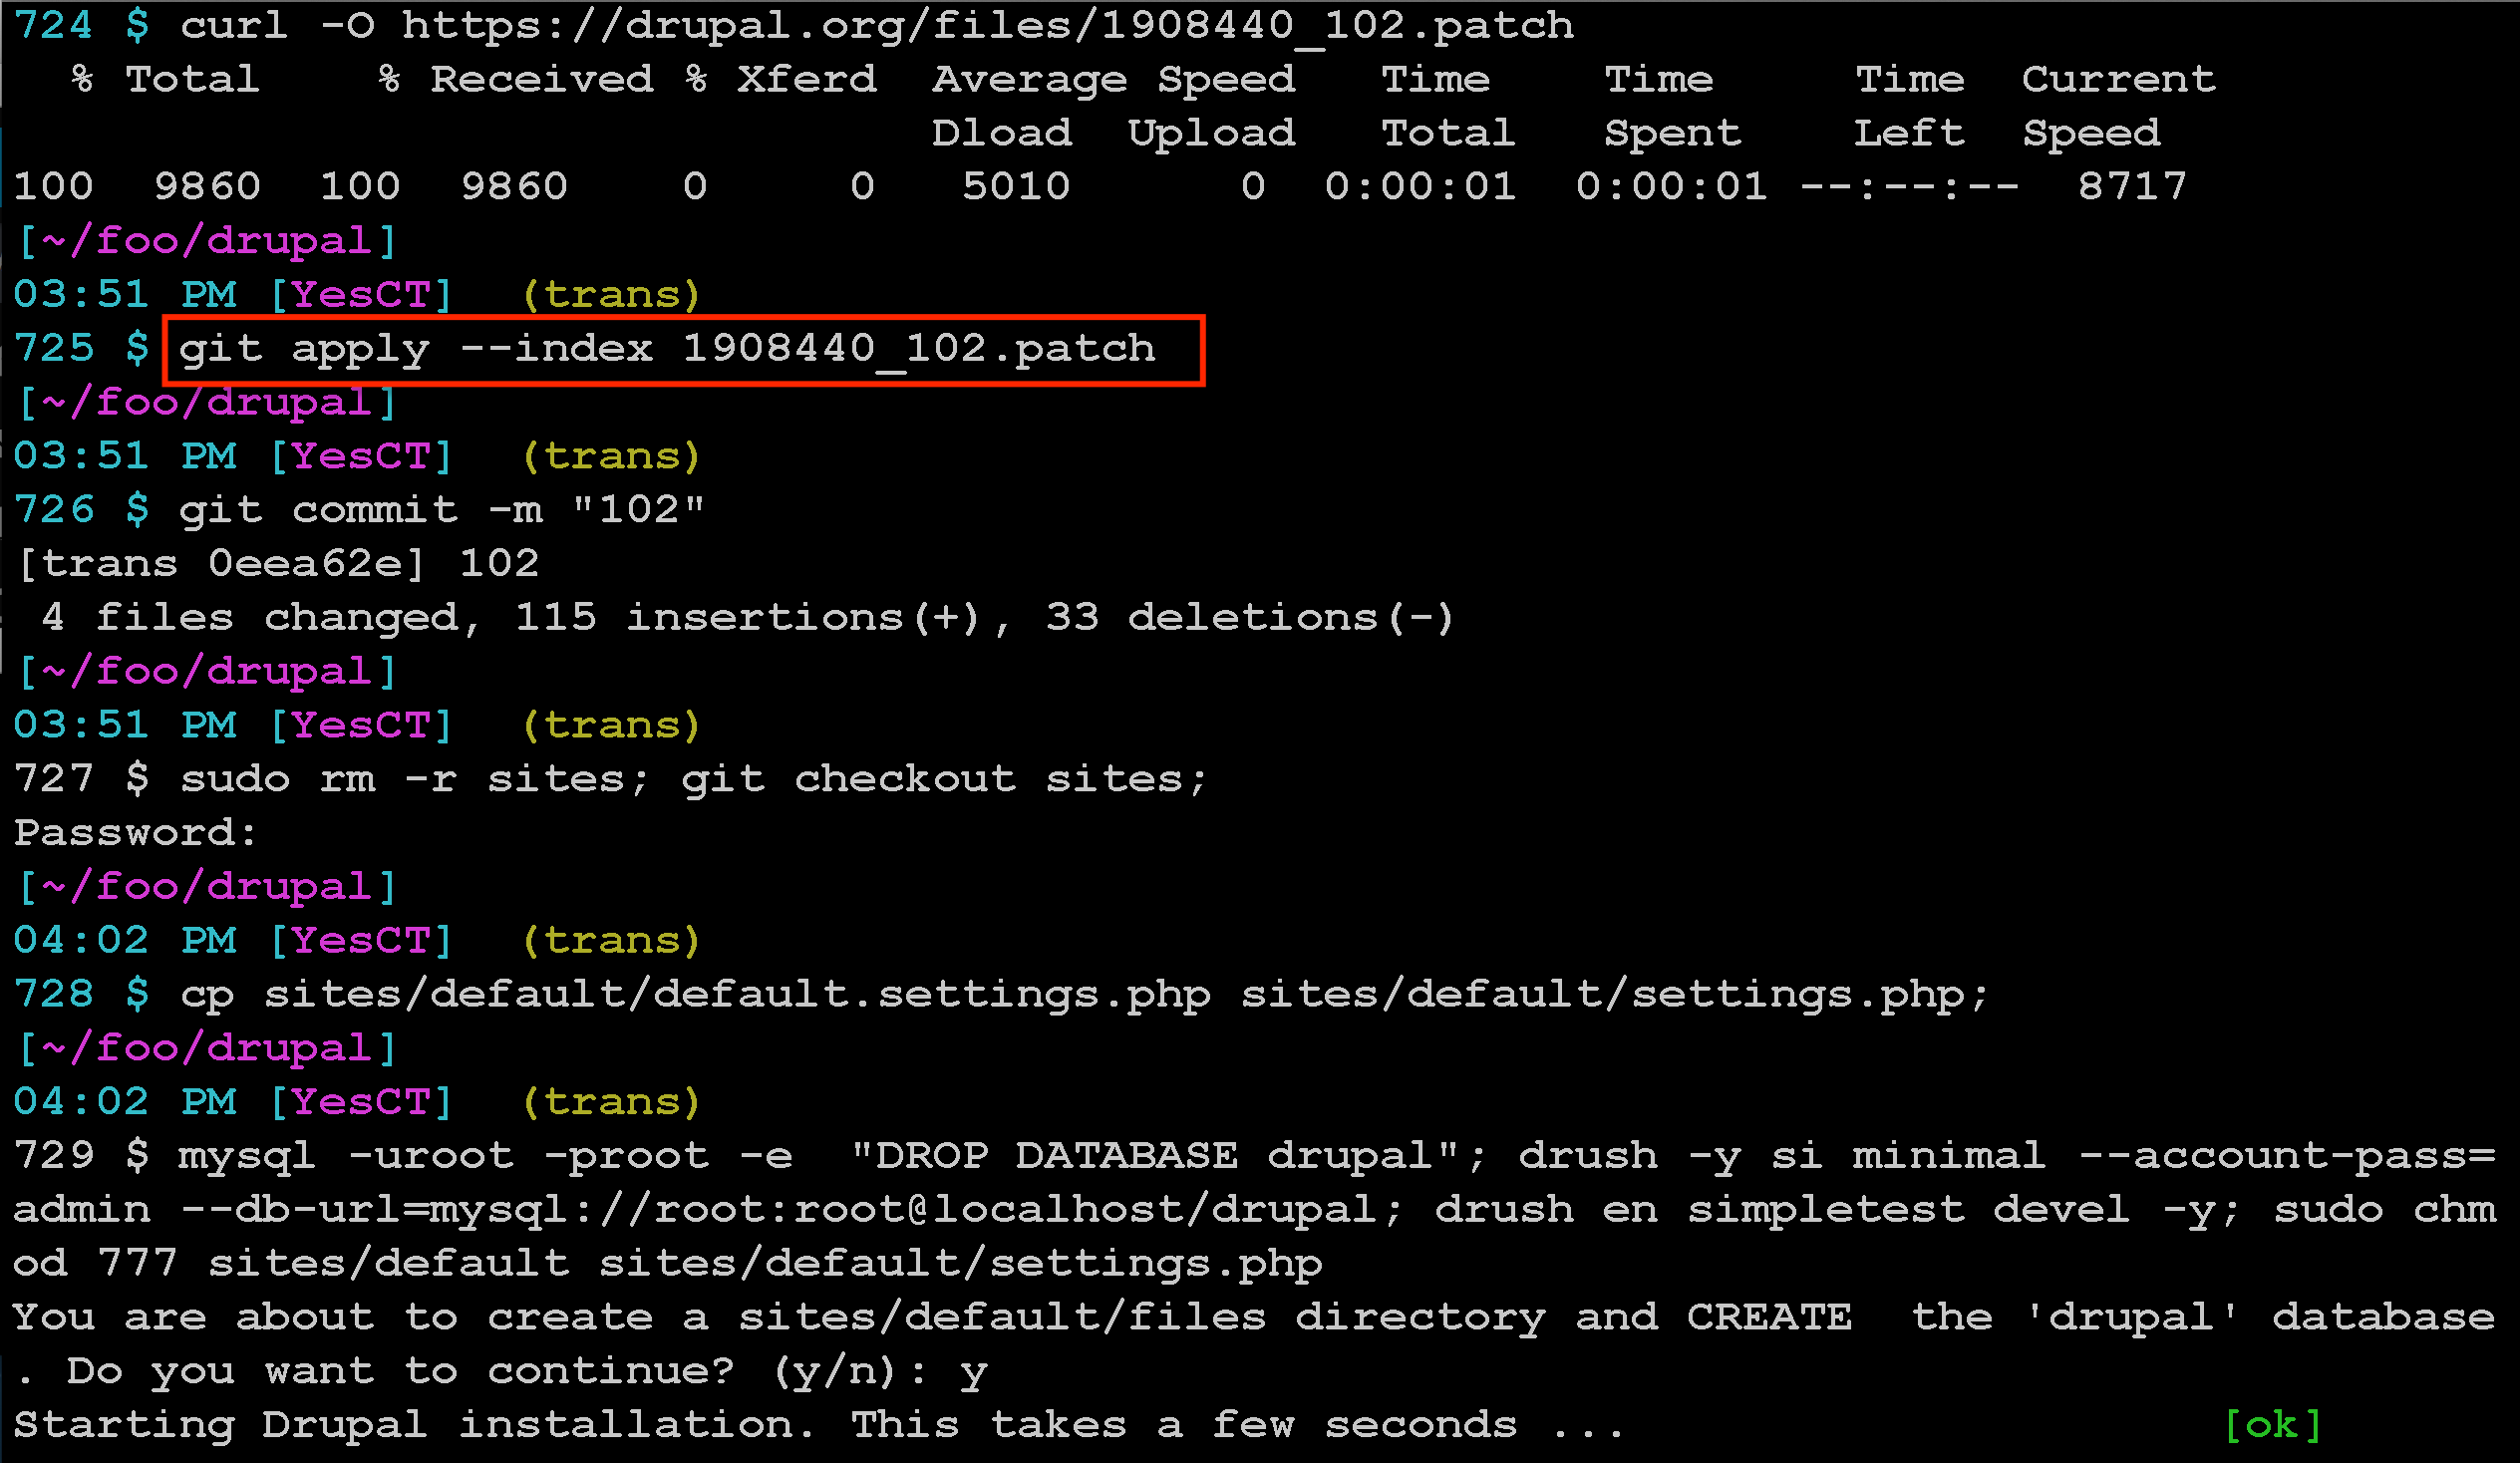 724 $ curl -O https://drupal.org/files/1908440_102.patch
% Total % Received % Xferd Average Speed Time Time Time Current
Dload Upload Total Spent Left Speed
100 9860 100 9860 0 0 5010 0 0:00:01 0:00:01 --:--:-- 8717
[~/foo/drupal]
03:51 PM [YesCT] (trans)
725 $ git apply --index 1908440_102.patch
[~/foo/drupal]
03:51 PM [YesCT] (trans)
726 $ git commit -m "102"
[trans 0eea62e] 102
4 files changed, 115 insertions(+), 33 deletions(-)
[~/foo/drupal]
03:51 PM [YesCT] (trans)
727 $ sudo rm -r sites; git checkout sites;
Password:
[~/foo/drupal]
04:02 PM [YesCT] (trans)
728 $ cp sites/default/default.settings.php sites/default/settings.php;
[~/foo/drupal]
04:02 PM [YesCT] (trans)
729 $ mysql -uroot -proot -e  "DROP DATABASE drupal"; drush -y si minimal --account-pass=
admin --db-url=mysql://root:root@localhost/drupal; drush en simpletest devel -y; sudo chm
od 777 sites/default sites/default/settings.php
You are about to create a sites/default/files directory and CREATE  the 'drupal' database
. Do you want to continue? (y/n): y
Starting Drupal installation. This takes a few seconds ... [ok]